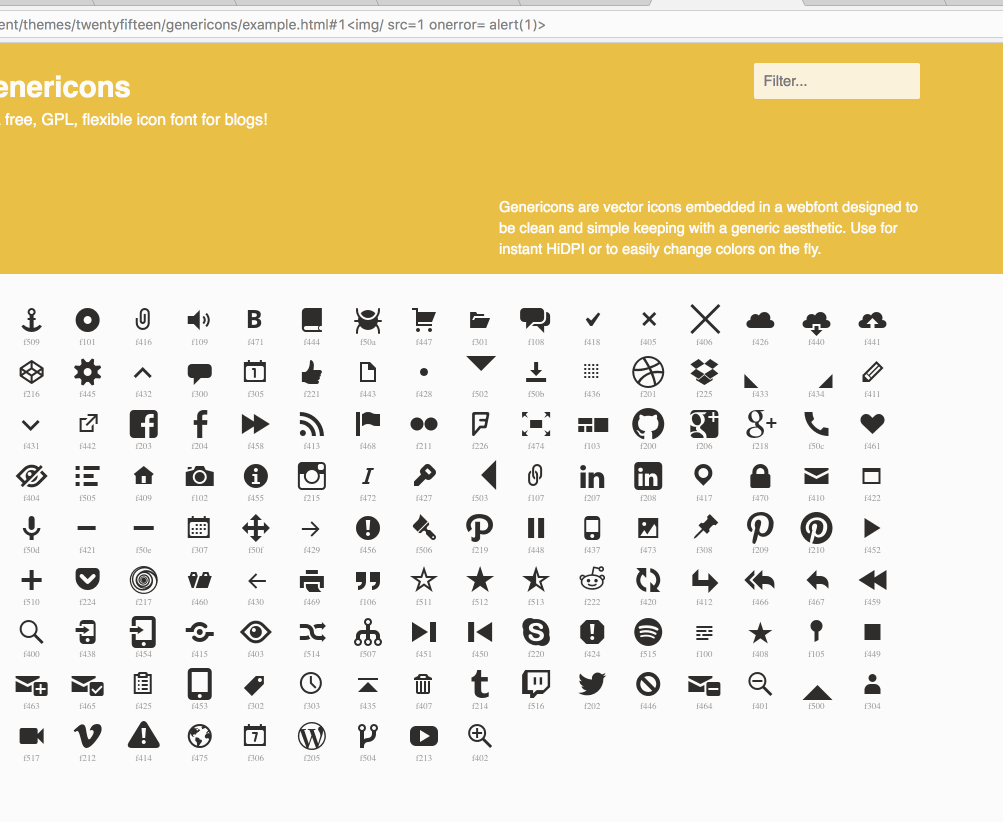 ent/themes/twentyfifteen/genericons/example.html#1<img/ src=1 onerror= alert(1)>
enericons
Filter...
free, GPL, flexible icon font for blogs!
Genericons are vector icons embedded in a webfont designed to
be clean and simple keeping with a generic aesthetic. Use for
instant HiDPI or to easily change colors on the fly.
f509 f101 f416 f109 f471 f444 f50a f447 f301 f108 f418 f405 f406 f426 f440 f441
f216 f445 f432 f300 f305 f221 f443 f428 f502 f50b f436 f201 f225 f433 f434 f411
f431 f442 f203 f204 f458 f413 f468 f211 f226 f474 f103 f200 f206 f218 f50c f461
f404 f505 f409 f102 f455 f215 f472 f427 f503 f107 f207 f208 f417 f470 f410 f422
f50d f421 f50e f307 f50f f429 f456 f506 f219 f448 f437 f473 f308 f209 f210 f452
f510 f224 f217 f460 f430 f469 f106 f511 f512 f513 f222 f420 f412 f466 f467 f459
f400 f438 f454 f415 f403 f514 f507 f451 f450 f220 f424 f515 f100 f408 f105 f449
f463 f465 f425 f453 f302 f303 f435 f407 f214 f516 f202 f446 f464 f401 f500 f304
f517 f212 f414 f475 f306 f205 f504 f213 f402